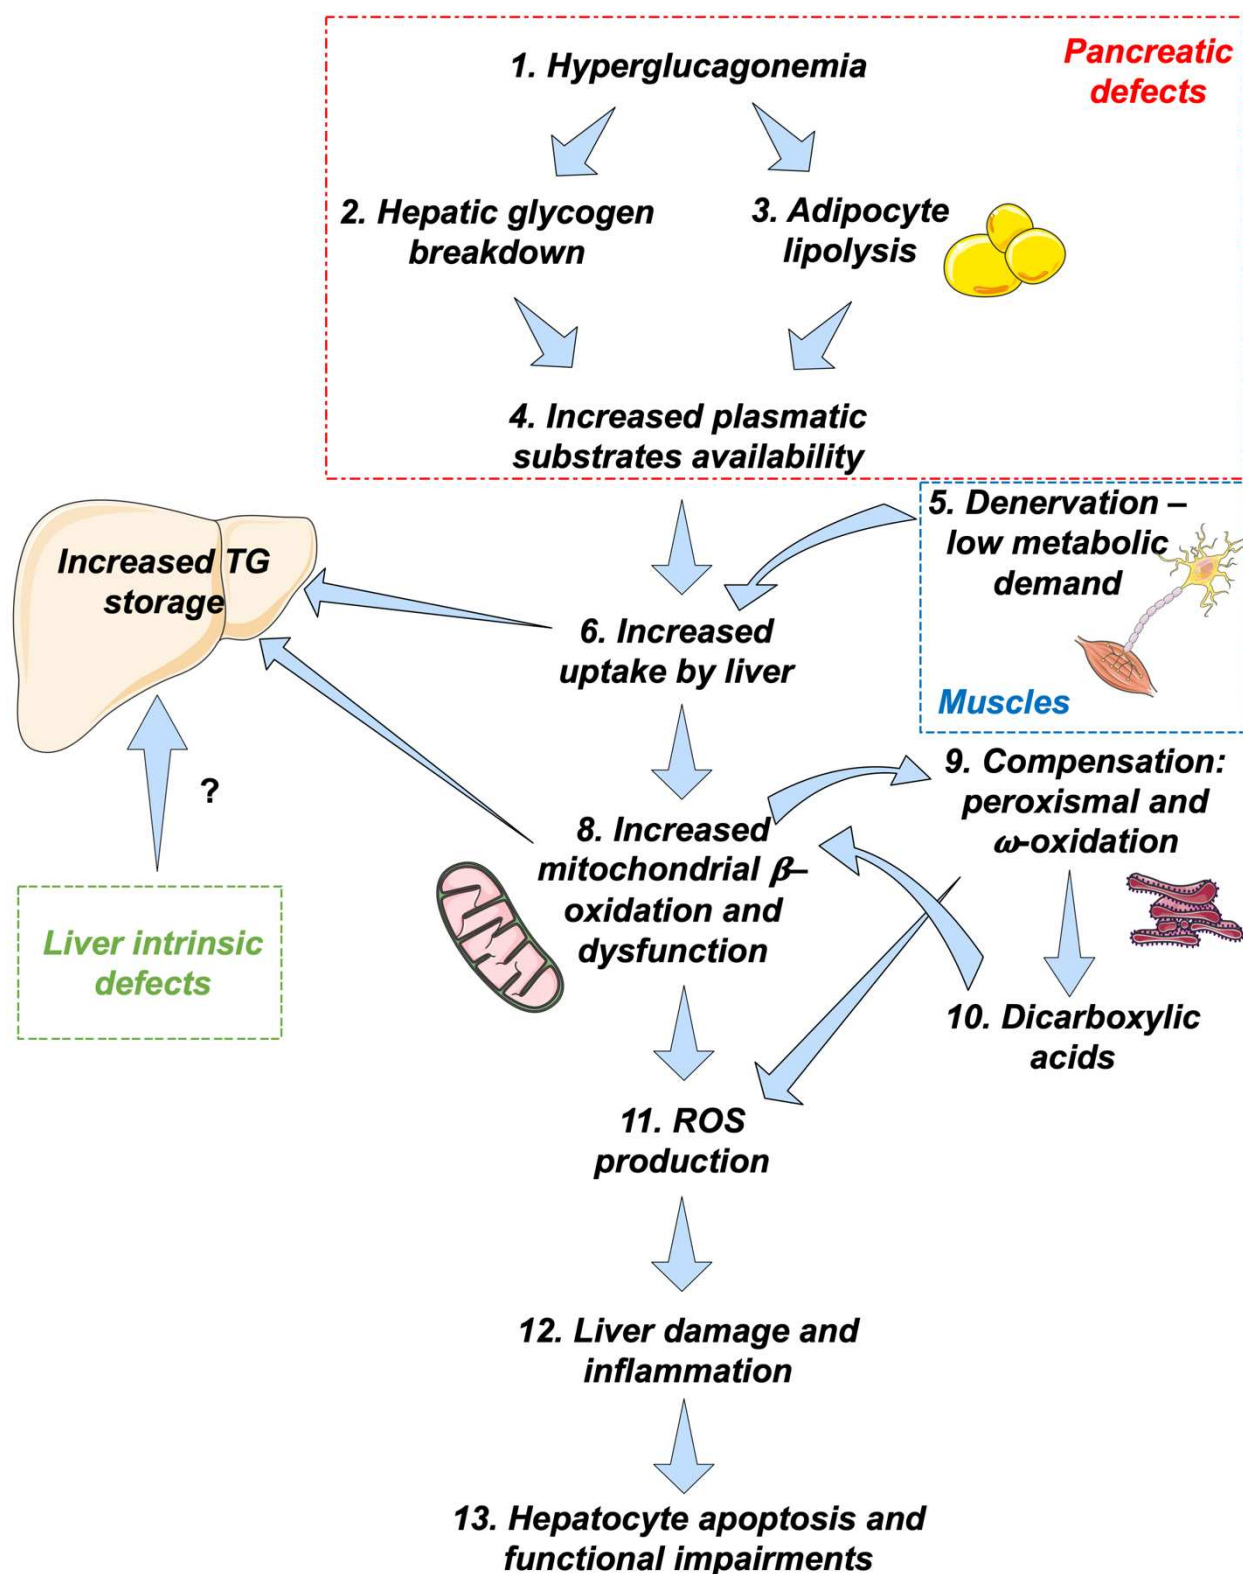 1. Hyperglucagonemia
Pancreatic
defects
2. Hepatic glycogen
breakdown
3. Adipocyte
lipolysis
4. Increased plasmatic
substrates availability
5. Denervation –
low metabolic
demand
Muscles
Increased TG
storage
6. Increased
uptake by liver
?
Liver intrinsic
defects
8. Increased
mitochondrial β–
oxidation and
dysfunction
9. Compensation:
peroxismal and
ω-oxidation
10. Dicarboxylic
acids
11. ROS
production
12. Liver damage and
inflammation
13. Hepatocyte apoptosis and
functional impairments